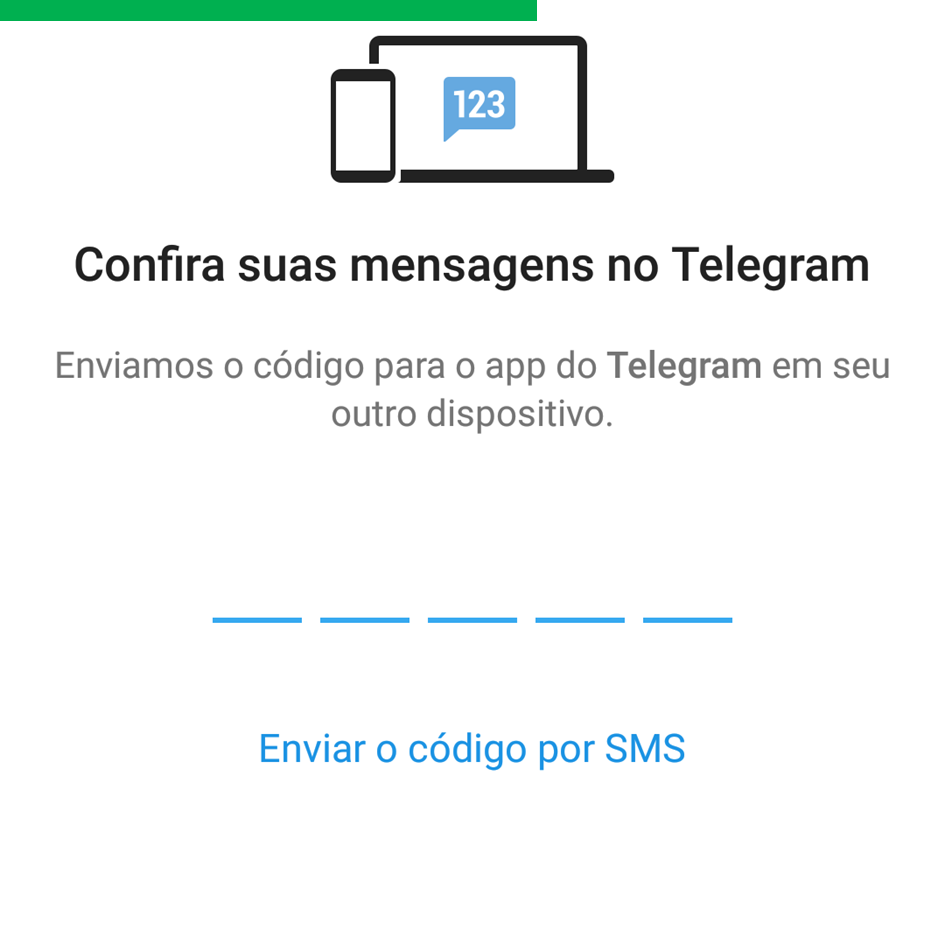 123
Confira suas mensagens no Telegram
Enviamos o código para o app do Telegram em seu
outro dispositivo.
Enviar o código por SMS